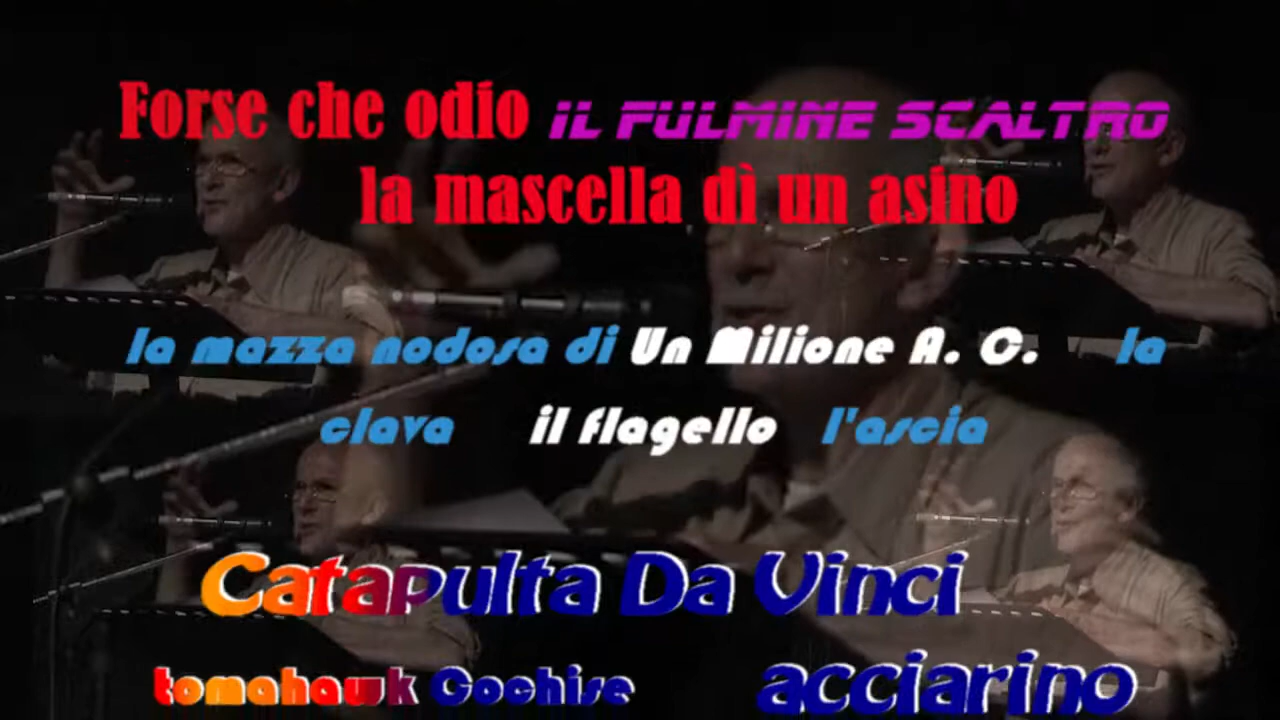 Forse che odio IL FULMINE SCALTRO
la mascella dì un asino
la mazza nodosa di Un Milione A. C. la
clava il flagello l'ascia
Catapulta Da Vinci
tomahawk Cochise acciarino